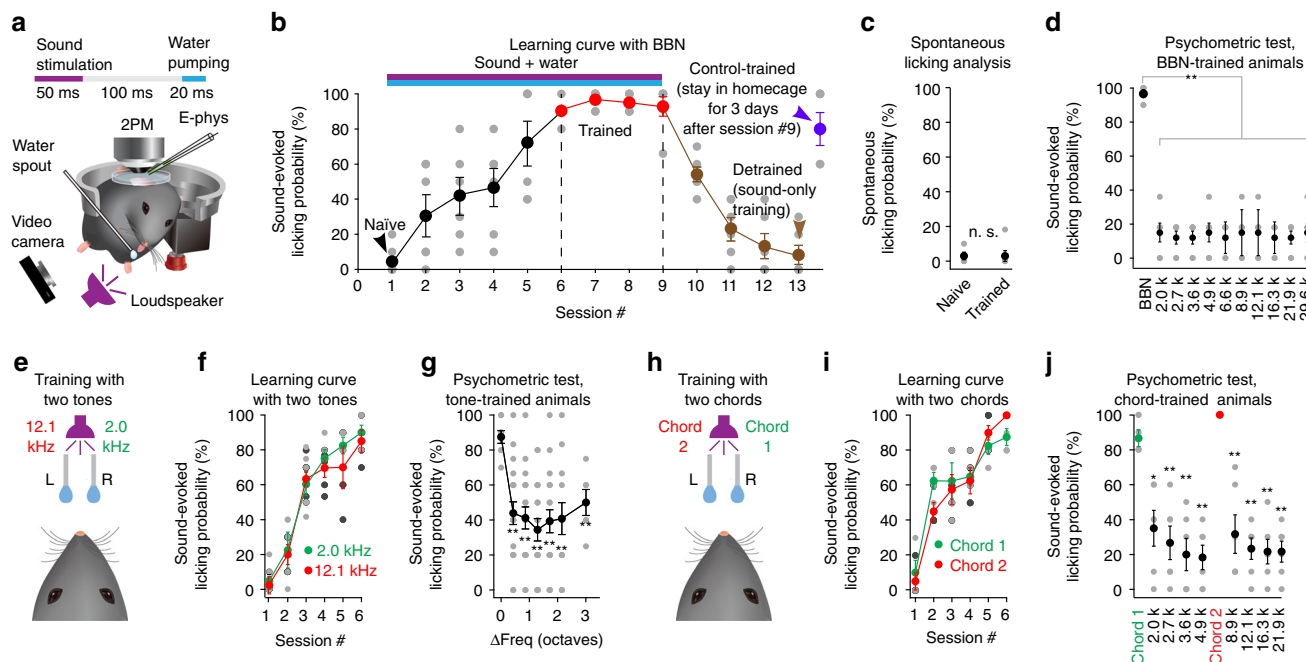 a
Sound stimulation
Water pumping
50 ms
100 ms
20 ms
2PM
E-phys
Water spout
Video camera
Loudspeaker
b
Learning curve with BBN
Sound + water
Sound-evoked licking probability (%)
100
80
60
40
20
0
Naïve
Trained
Control-trained
(stay in homecage
for 3 days
after session #9)
Detrained
(sound-only
training)
1 2 3 4 5 6 7 8 9 10 11 12 13
Session #
c
Spontaneous
licking analysis
Spontaneous
licking probability (%)
100
80
60
40
20
0
n. s.
Naive
Trained
d
Psychometric test,
BBN-trained animals
Sound-evoked
licking probability (%)
100
80
60
40
20
0
**
BBN
2.0 k
2.7 k
3.6 k
4.9 k
6.6 k
8.9 k
12.1 k
16.3 k
21.9 k
e
Training with
two tones
12.1
kHz
2.0
kHz
L
R
f
Learning curve
with two tones
Sound-evoked
licking probability (%)
100
80
60
40
20
0
2.0 kHz
12.1 kHz
1 2 3 4 5 6
Session #
g
Psychometric test,
tone-trained animals
Sound-evoked
licking probability (%)
100
80
60
40
20
0
** ** ** ** ** **
0 1 2 3
ΔFreq (octaves)
h
Training with
two chords
Chord
2
Chord
1
L
R
i
Learning curve
with two chords
Sound-evoked
licking probability (%)
100
80
60
40
20
0
Chord 1
Chord 2
1 2 3 4 5 6
Session #
j
Psychometric test,
chord-trained animals
Sound-evoked
licking probability (%)
100
80
60
40
20
0
* ** ** ** ** ** ** **
Chord 1
2.0 k
2.7 k
3.6 k
4.9 k
Chord 2
8.9 k
12.1 k
16.3 k
21.9 k